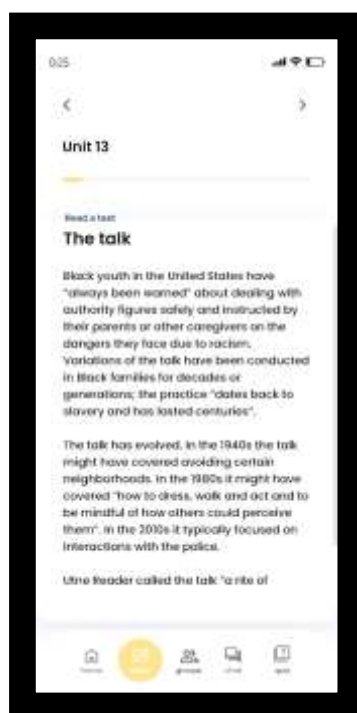 0:25
Unit 13
Read a text
The talk
Black youth in the United States have
"always been warned" about dealing with
authority figures safely and instructed by
their parents or other caregivers on the
dangers they face due to racism.
Variations of the talk have been conducted
in Black families for decades or
generations; the practice "dates back to
slavery and has lasted centuries".
The talk has evolved. In the 1940s the talk
might have covered avoiding certain
neighborhoods. In the 1980s it might have
covered "how to dress, walk and act and to
be mindful of how others could perceive
them". In the 2010s it typically focused on
interactions with the police.
Utne Reader called the talk "a rite of